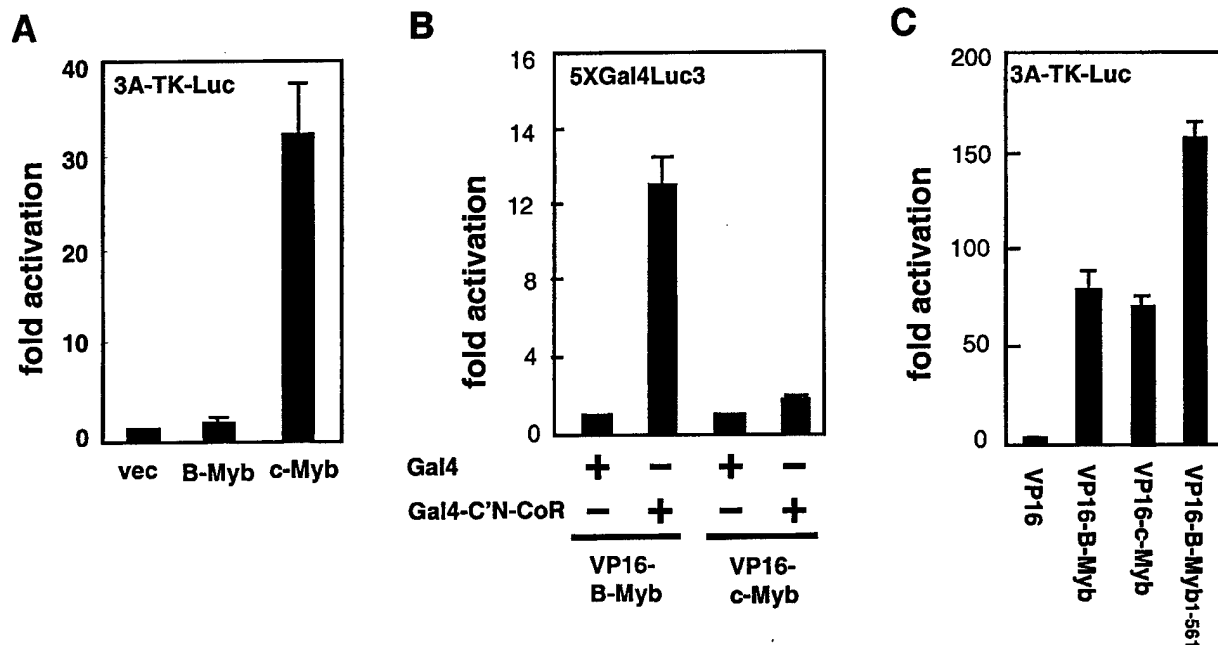 A
40
30
20
10
0
fold activation
3A-TK-Luc
vec B-Myb c-Myb
B
16
14
12
8
4
0
fold activation
5XGal4Luc3
Gal4 + – + –
Gal4-C'N-CoR – + – +
VP16-
B-Myb
VP16-
c-Myb
C
200
150
100
50
0
fold activation
3A-TK-Luc
VP16
VP16-B-Myb
VP16-c-Myb
VP16-B-Myb1-561